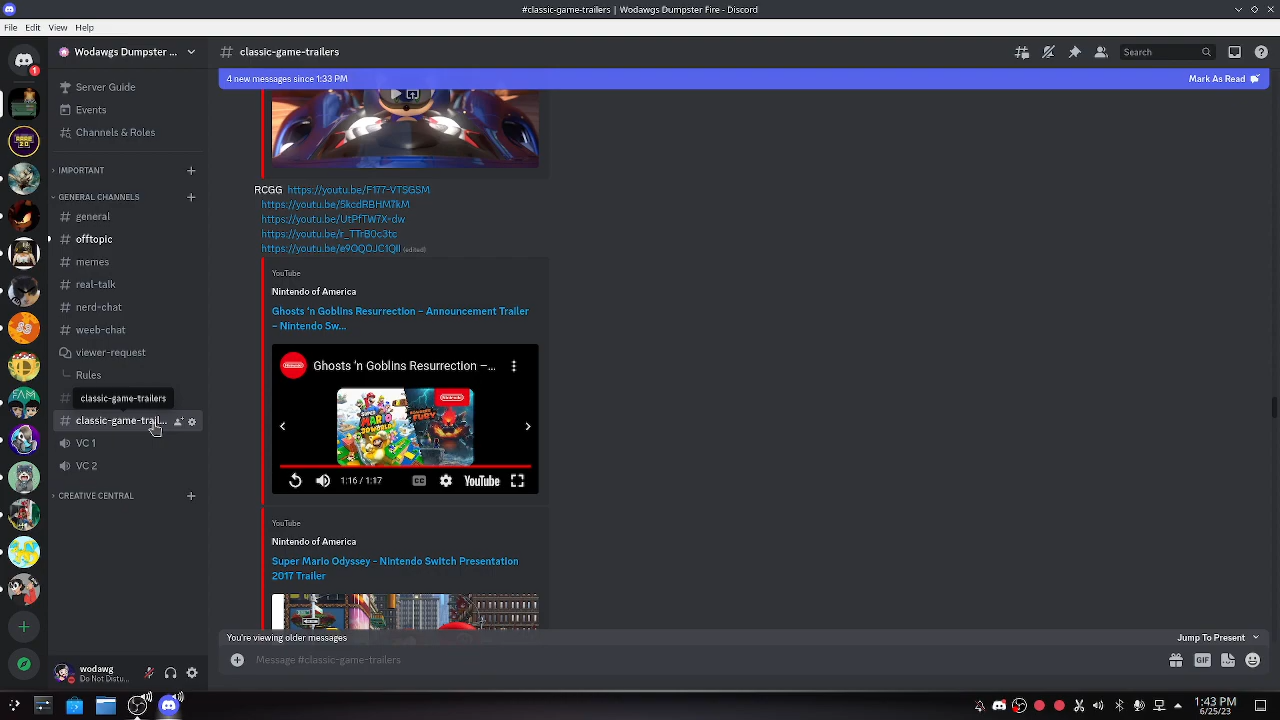 #classic-game-trailers | Wodawgs Dumpster Fire - Discord
File Edit View Help
Wodawgs Dumpster ...
# classic-game-trailers
Search
1
4 new messages since 1:33 PM
Mark As Read
Server Guide
Events
Channels & Roles
IMPORTANT
GENERAL CHANNELS
general
offtopic
memes
real-talk
nerd-chat
weeb-chat
viewer-request
Rules
classic-game-trailers
classic-game-trail...
VC 1
VC 2
CREATIVE CENTRAL
RCGG https://youtu.be/F177-VTSGSM
https://youtu.be/5kcdRBHM7kM
https://youtu.be/UtPfTW7X-dw
https://youtu.be/r_TTrB0c3tc
https://youtu.be/e9OQOJC1QII (edited)
YouTube
Nintendo of America
Ghosts 'n Goblins Resurrection – Announcement Trailer
– Nintendo Sw...
Ghosts 'n Goblins Resurrection –...
1:16 / 1:17
CC
YouTube
YouTube
Nintendo of America
Super Mario Odyssey - Nintendo Switch Presentation
2017 Trailer
You're viewing older messages
Jump To Present
Message #classic-game-trailers
GIF
wodawg
Do Not Distu...
1:43 PM
6/25/23